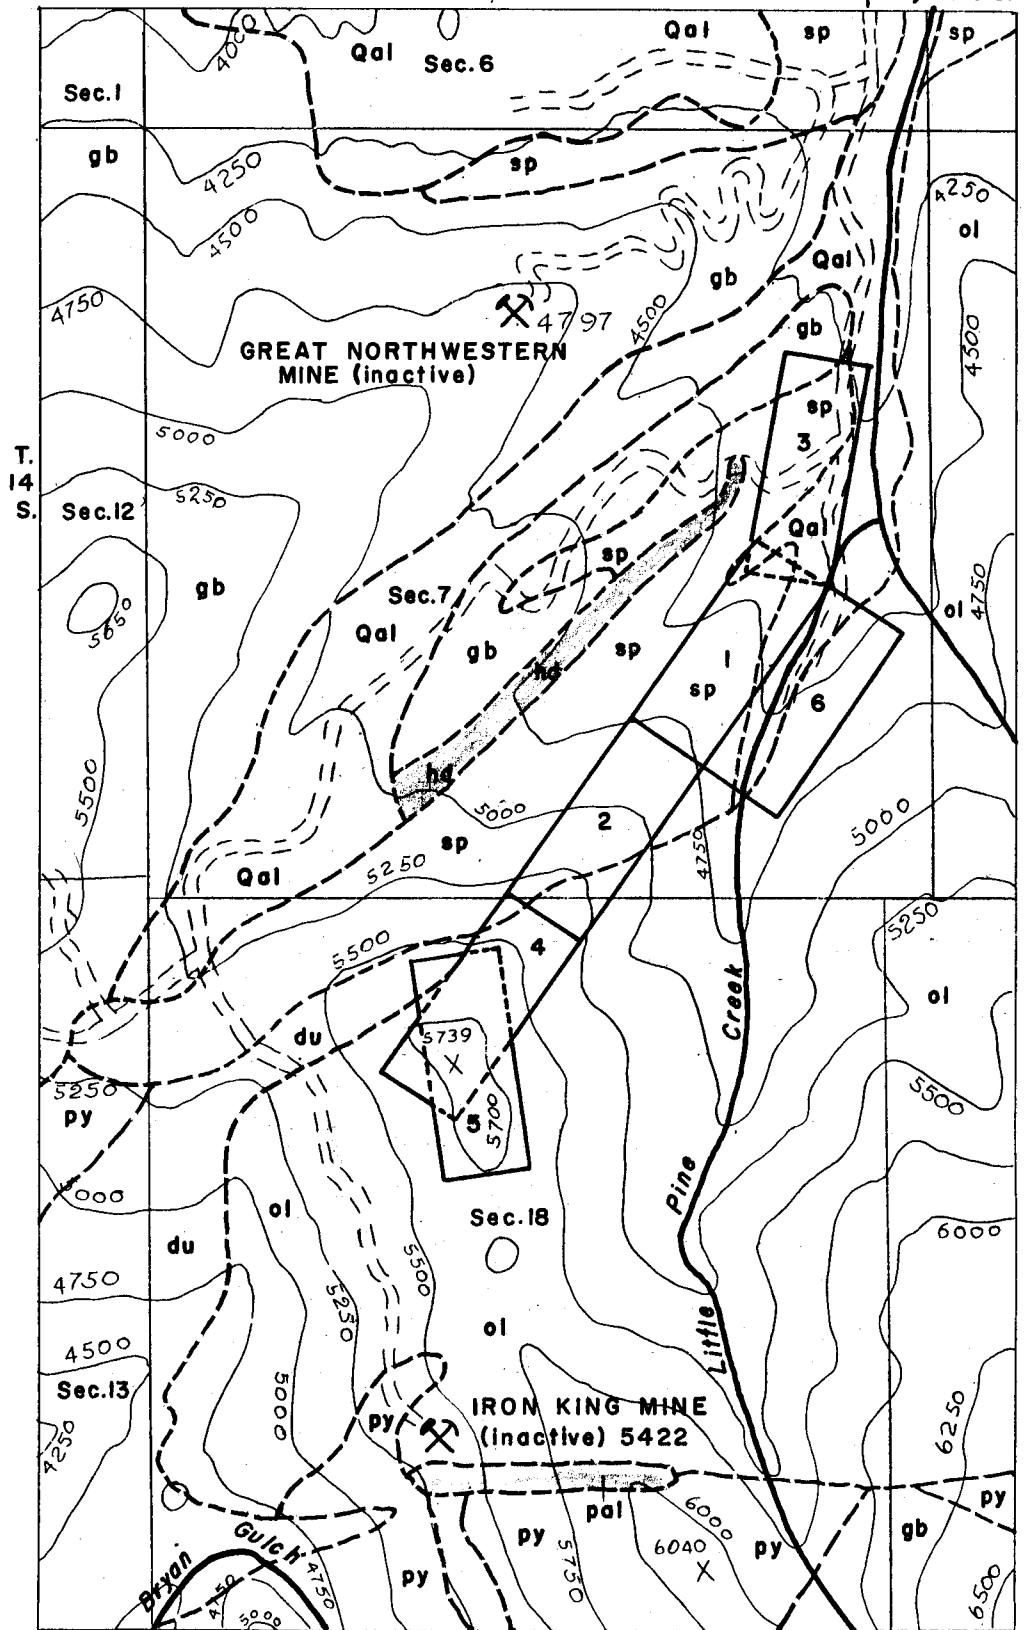 4000
Qal
Sec.6
Qal
sp
sp
Sec.1
gb
4250
sp
4250
4500
ol
Qal
gb
4750
4797
4500
gb
4500
GREAT NORTHWESTERN
MINE (inactive)
sp
5000
3
T.
14
S.
5250
Sec.12
Qal
sp
gb
Sec.7
4750
5650
ol
Qal
gb
sp
1
hd
sp
6
hd
5500
5000
2
5000
sp
4750
5250
Qal
5250
5500
4
ol
Creek
du
5739
5250
5500
py
5
5700
5000
Pine
ol
Sec.18
6000
du
5500
4750
5250
ol
Little
4500
Sec.13
5000
IRON KING MINE
(inactive) 5422
py
6250
4250
py
pal
6000
gb
py
py
6040
Gulch
5750
Bryan
4750
py
4750
6500
5000